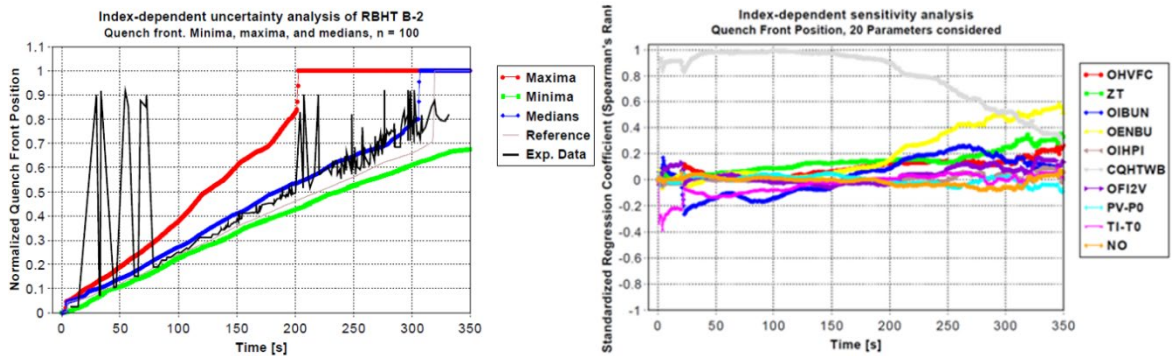 Index-dependent uncertainty analysis of RBHT B-2
Quench front. Minima, maxima, and medians, n = 100
Normalized Quench Front Position
1.1
1
0.9
0.8
0.7
0.6
0.5
0.4
0.3
0.2
0.1
0
0 50 100 150 200 250 300 350
Time [s]
Maxima
Minima
Medians
Reference
Exp. Data
Index-dependent sensitivity analysis
Quench Front Position, 20 Parameters considered
Standardized Regression Coefficient (Spearman's Ranl
1
0.8
0.6
0.4
0.2
0
-0.2
-0.4
-0.6
-0.8
-1
0 50 100 150 200 250 300 350
Time [s]
OHVFC
ZT
OIBUN
OENBU
OIHPI
CQHTWB
OFI2V
PV-P0
TI-T0
NO